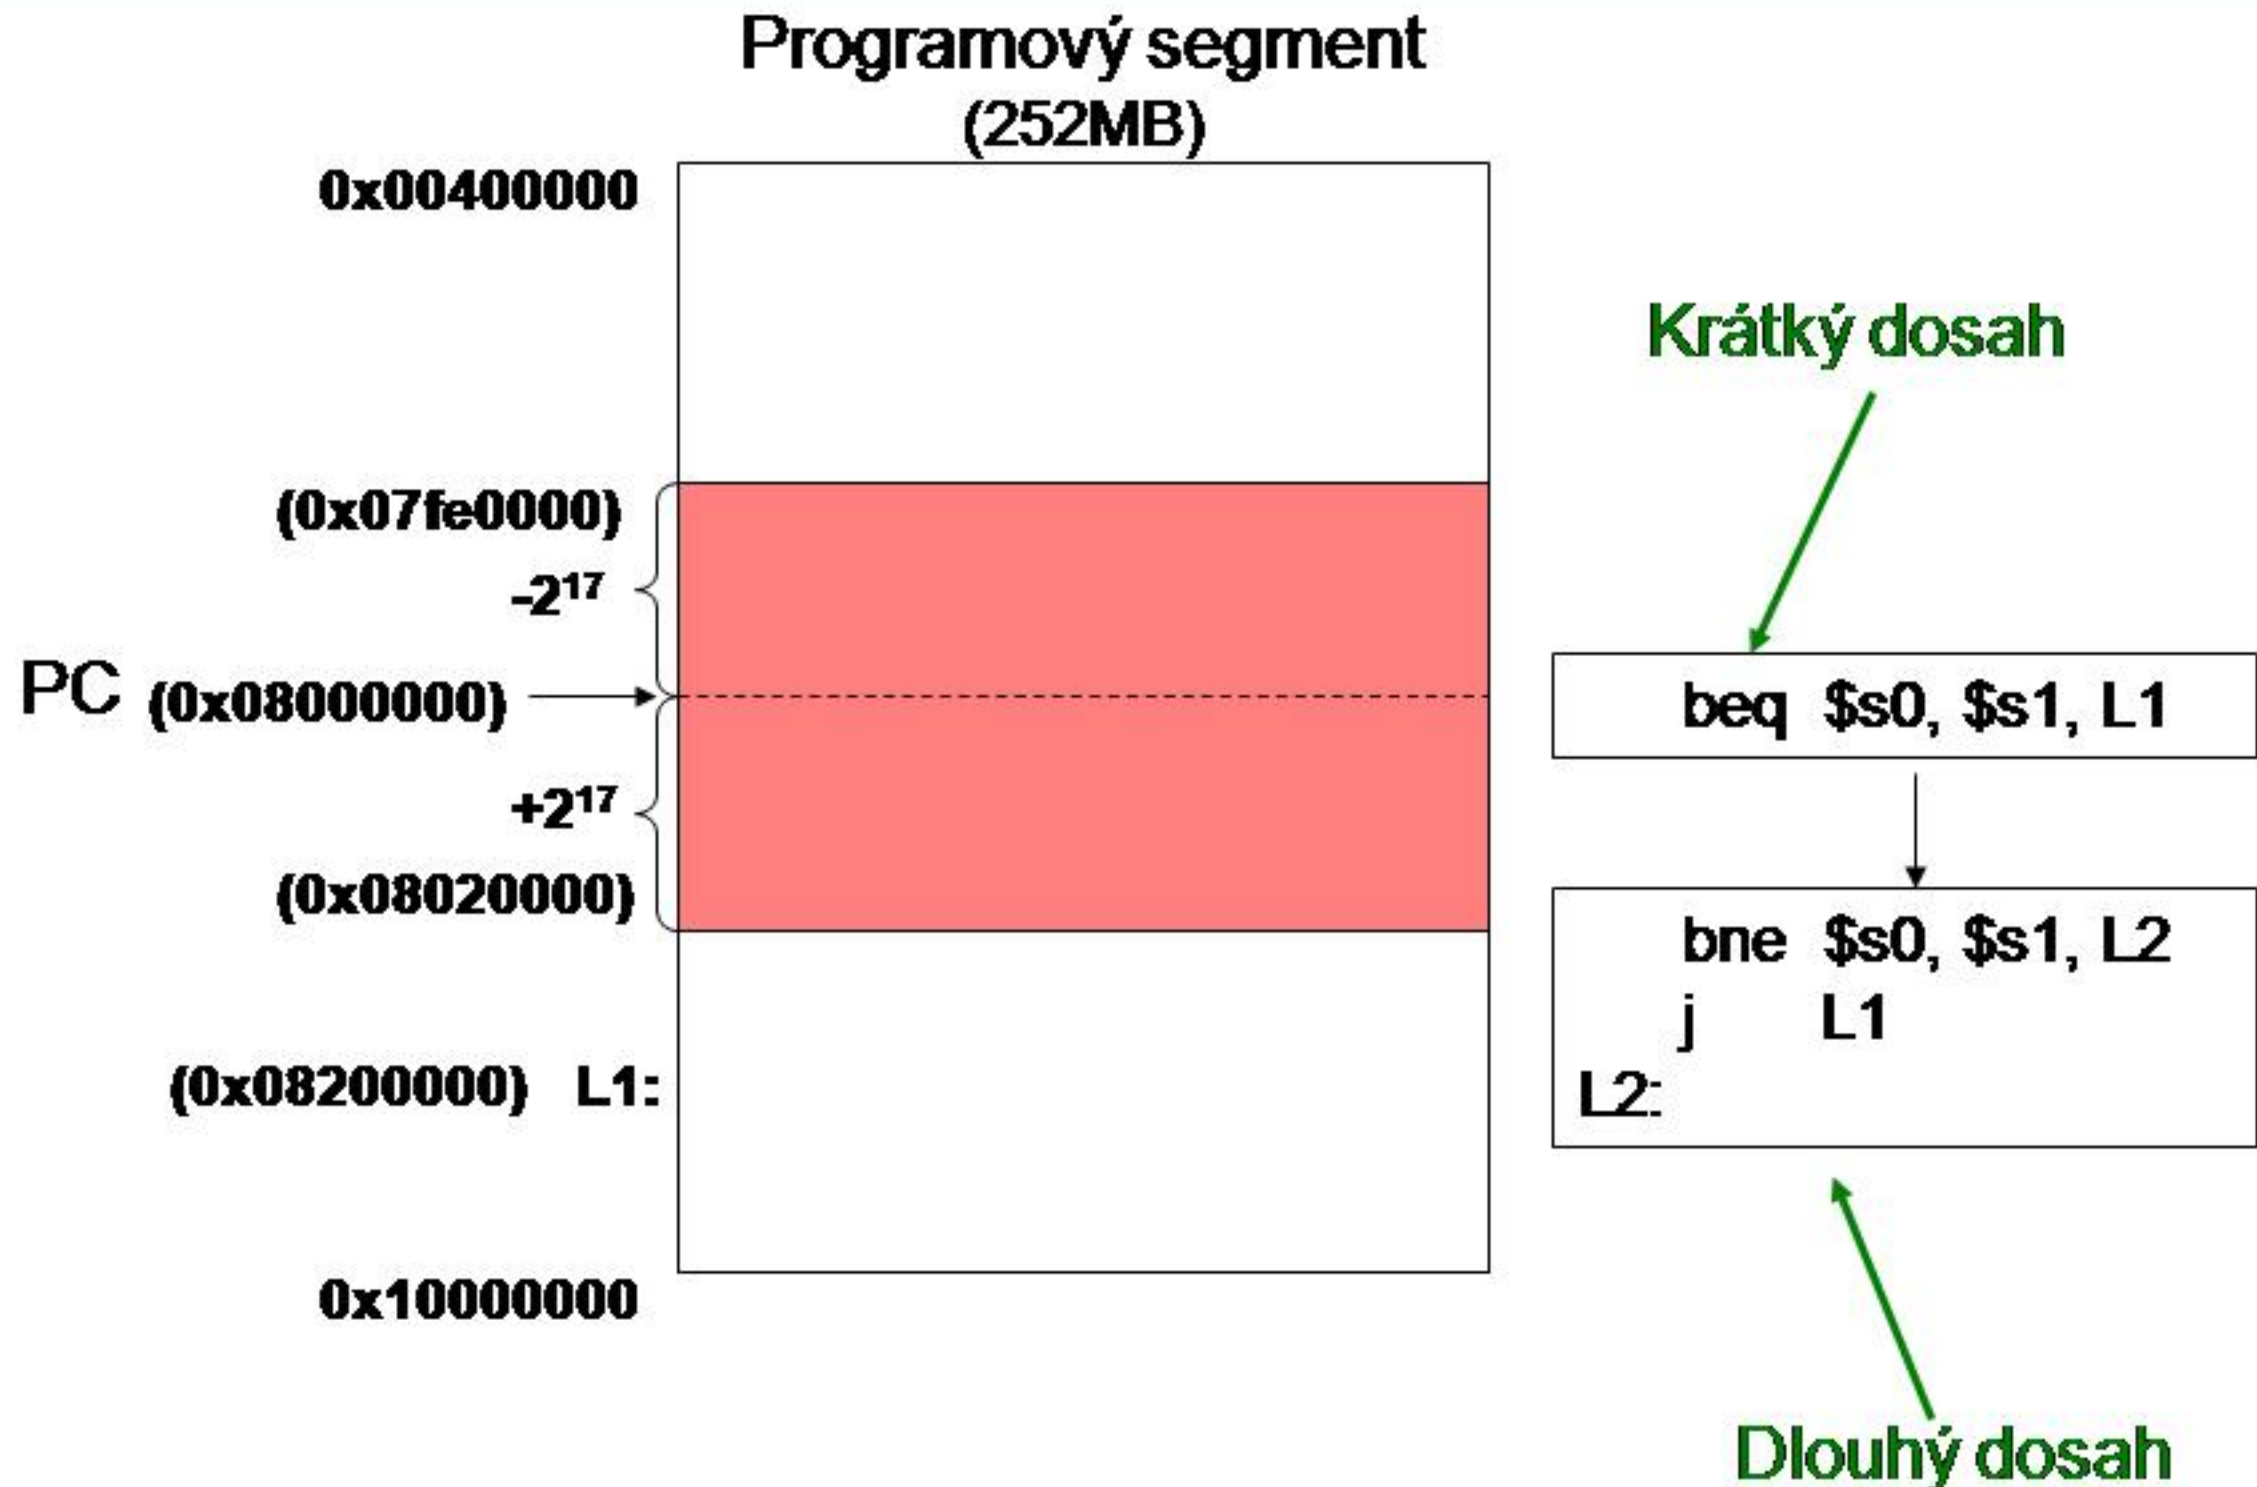 Programový segment
(252MB)
0x00400000
(0x07fe0000)
-2¹⁷
PC (0x08000000)
+2¹⁷
(0x08020000)
(0x08200000) L1:
0x10000000
Krátký dosah
beq $s0, $s1, L1
bne $s0, $s1, L2
j L1
L2:
Dlouhý dosah